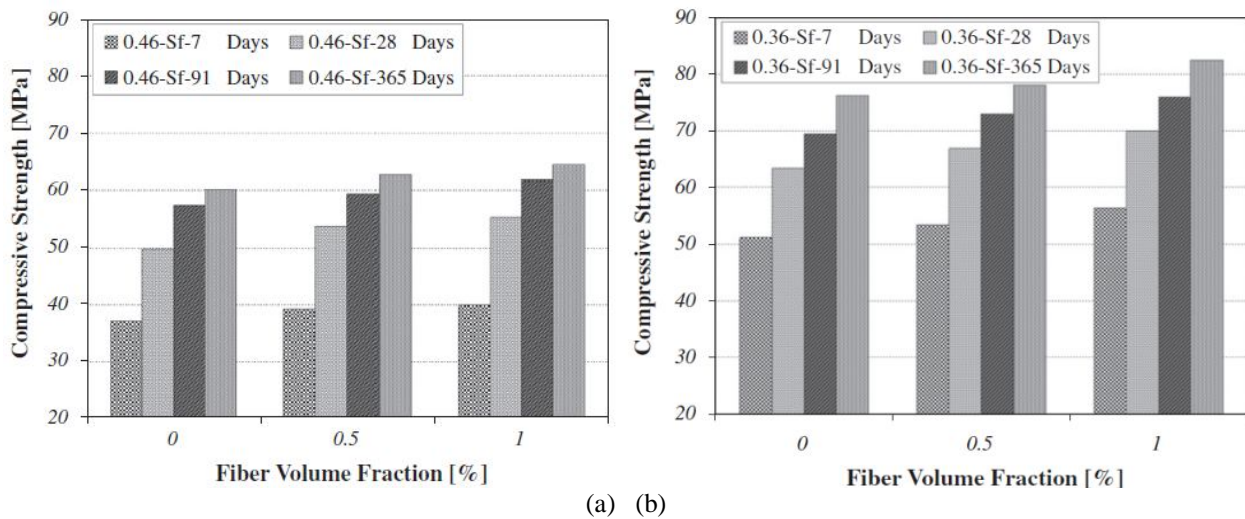 90
80
70
60
50
40
30
20
Compressive Strength [MPa]
0.46-Sf-7 Days 0.46-Sf-28 Days
0.46-Sf-91 Days 0.46-Sf-365 Days
0 0.5 1
Fiber Volume Fraction [%]
90
80
70
60
50
40
30
20
Compressive Strength [MPa]
0.36-Sf-7 Days 0.36-Sf-28 Days
0.36-Sf-91 Days 0.36-Sf-365 Days
0 0.5 1
Fiber Volume Fraction [%]
(a) (b)